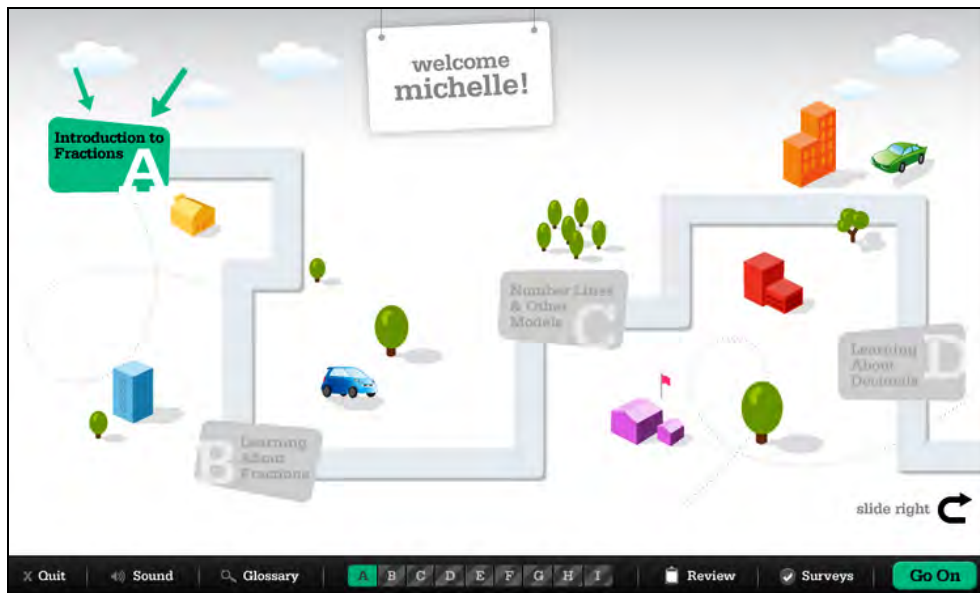 welcome
michelle!
Introduction to
Fractions
A
Number Lines
& Other
Models
C
Learning
About
Decimals
D
B
Learning
About
Fractions
slide right
X Quit
Sound
Glossary
A B C D E F G H I
Review
Surveys
Go On